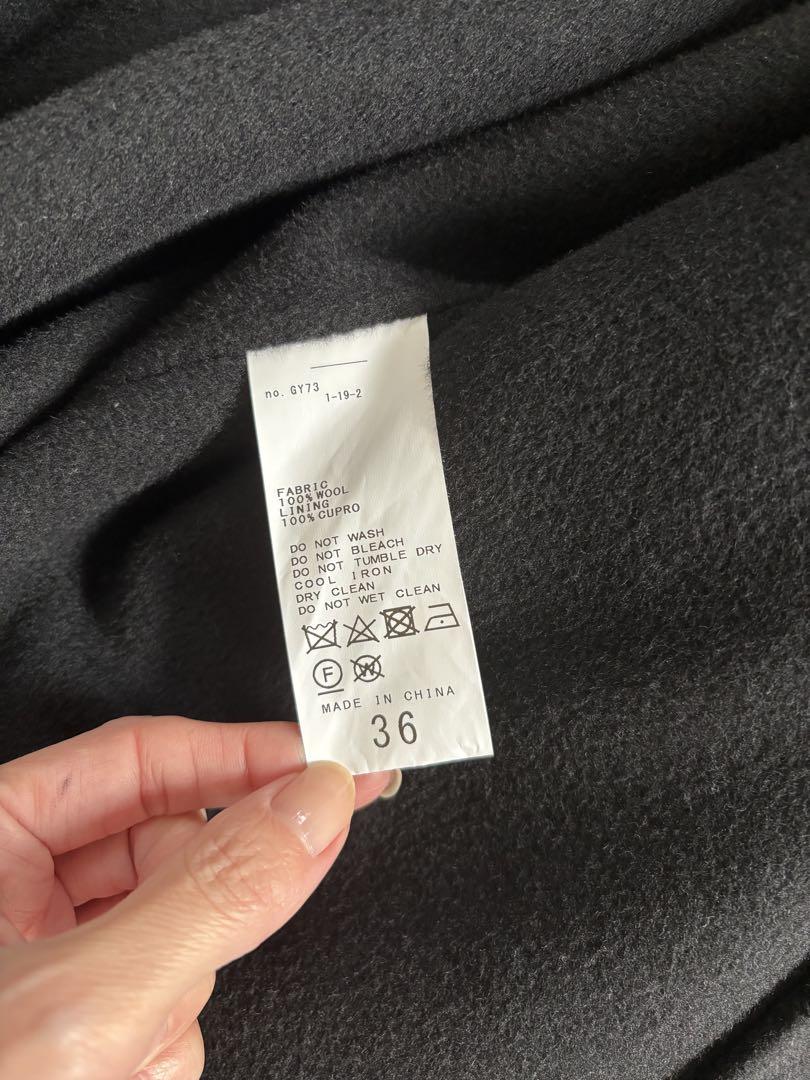 no. GY73
1-19-2
FABRIC
100% WOOL
LINING
100% CUPRO
DO NOT WASH
DO NOT BLEACH
DO NOT TUMBLE DRY
COOL IRON
DRY CLEAN
DO NOT WET CLEAN
F W
MADE IN CHINA
36